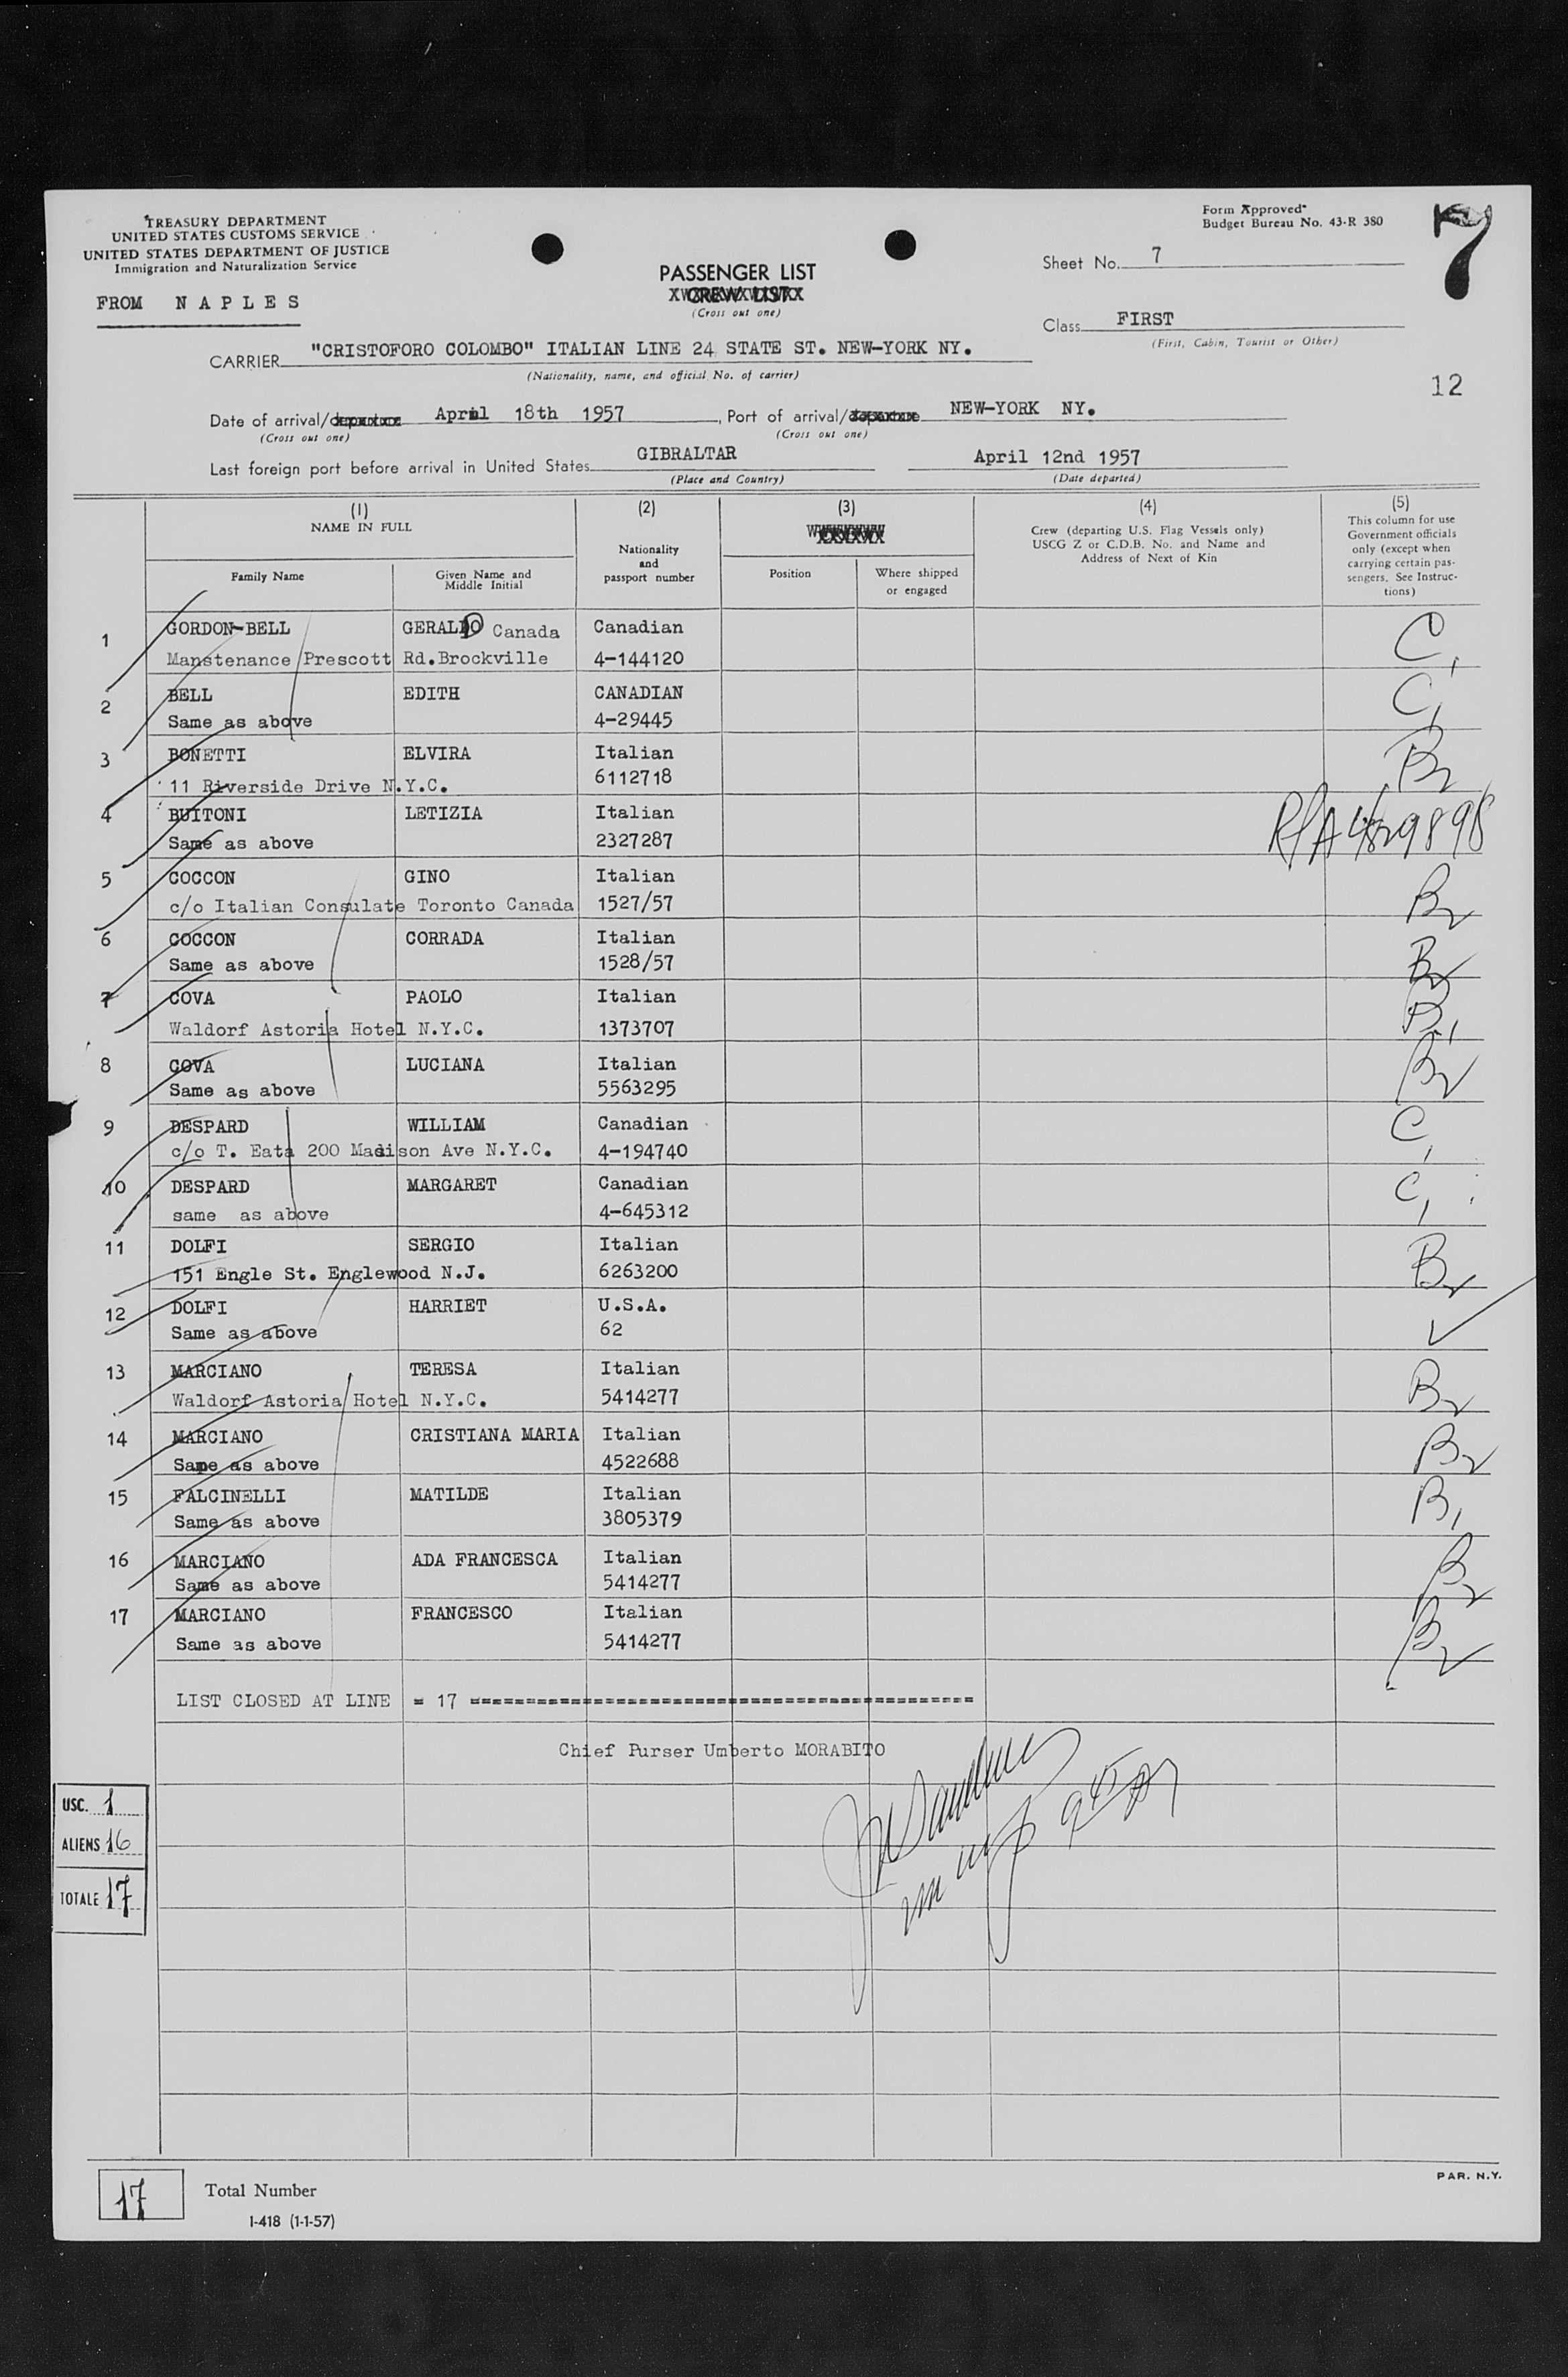 TREASURY DEPARTMENT
UNITED STATES CUSTOMS SERVICE
UNITED STATES DEPARTMENT OF JUSTICE
Immigration and Naturalization Service
FROM NAPLES
PASSENGER LIST
CREW LIST
(Cross out one)
Form Approved
Budget Bureau No. 43-R 380
7
Sheet No. 7
Class FIRST
(First, Cabin, Tourist or Other)
12
CARRIER "CRISTOFORO COLOMBO" ITALIAN LINE 24 STATE ST. NEW-YORK NY.
(Nationality, name, and official No. of carrier)
Date of arrival/departure April 18th 1957, Port of arrival/departure NEW-YORK NY.
(Cross out one) (Cross out one)
Last foreign port before arrival in United States GIBRALTAR April 12nd 1957
(Place and Country) (Date departed)
(1) (2) (3) (4) (5)
NAME IN FULL
Family Name
Given Name and Middle Initial
Nationality and passport number
Position
Where shipped or engaged
Crew (departing U.S. Flag Vessels only)
USCG Z or C.D.B. No. and Name and
Address of Next of Kin
This column for use
Government officials
only (except when
carrying certain pas-
sengers. See Instruc-
tions)
1 GORDON-BELL GERALD Canada Canadian C1
Manstenance Prescott Rd.Brockville 4-144120
2 BELL EDITH CANADIAN C1
Same as above 4-29445
3 BONETTI ELVIRA Italian B2
11 Riverside Drive N.Y.C. 6112718
4 BUITONI LETIZIA Italian
Same as above 2327287
5 COCCON GINO Italian B2
c/o Italian Consulate Toronto Canada 1527/57
6 COCCON CORRADA Italian B2
Same as above 1528/57
7 COVA PAOLO Italian B1
Waldorf Astoria Hotel N.Y.C. 1373707
8 COVA LUCIANA Italian B2
Same as above 5563295
9 DESPARD WILLIAM Canadian C1
c/o T. Eata 200 Madison Ave N.Y.C. 4-194740
10 DESPARD MARGARET Canadian C1
same as above 4-645312
11 DOLFI SERGIO Italian B2
151 Engle St. Englewood N.J. 6263200
12 DOLFI HARRIET U.S.A. ✓
Same as above 62
13 MARCIANO TERESA Italian B2
Waldorf Astoria Hotel N.Y.C. 5414277
14 MARCIANO CRISTIANA MARIA Italian B2
Same as above 4522688
15 FALCINELLI MATILDE Italian B1
Same as above 3805379
16 MARCIANO ADA FRANCESCA Italian B2
Same as above 5414277
17 MARCIANO FRANCESCO Italian B2
Same as above 5414277
LIST CLOSED AT LINE = 17 ================================================
Chief Purser Umberto MORABITO
USC. 1
ALIENS 16
TOTALE 17
17 Total Number
I-418 (1-1-57)
PAR. N.Y.